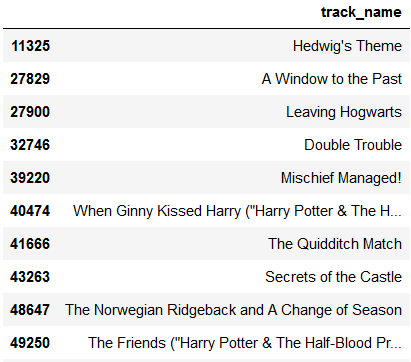 track_name
11325 Hedwig's Theme
27829 A Window to the Past
27900 Leaving Hogwarts
32746 Double Trouble
39220 Mischief Managed!
40474 When Ginny Kissed Harry ("Harry Potter & The H...
41666 The Quidditch Match
43263 Secrets of the Castle
48647 The Norwegian Ridgeback and A Change of Season
49250 The Friends ("Harry Potter & The Half-Blood Pr...